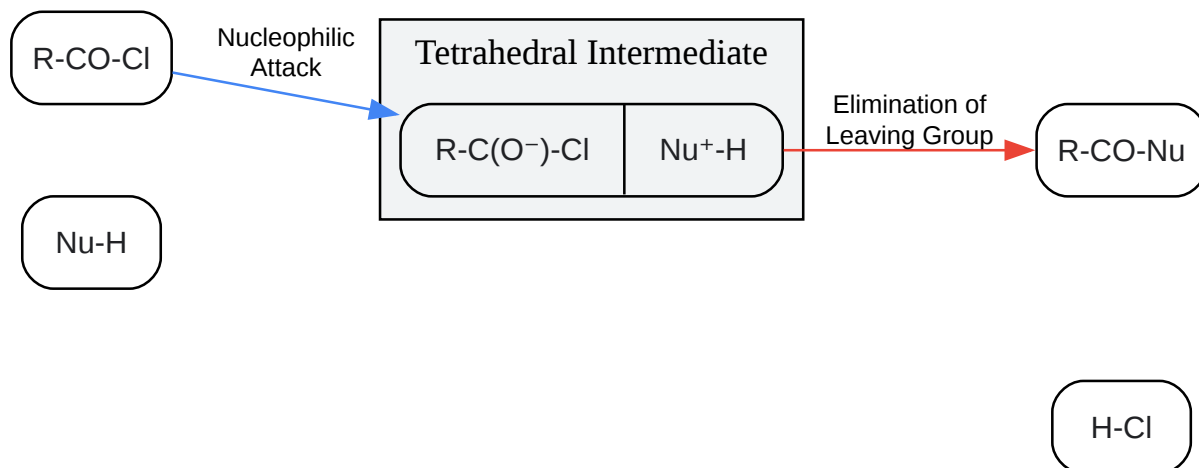 R-CO-Cl
Nucleophilic
Attack
Tetrahedral Intermediate
R-C(O⁻)-Cl
Nu⁺-H
Elimination of
Leaving Group
R-CO-Nu
Nu-H
H-Cl